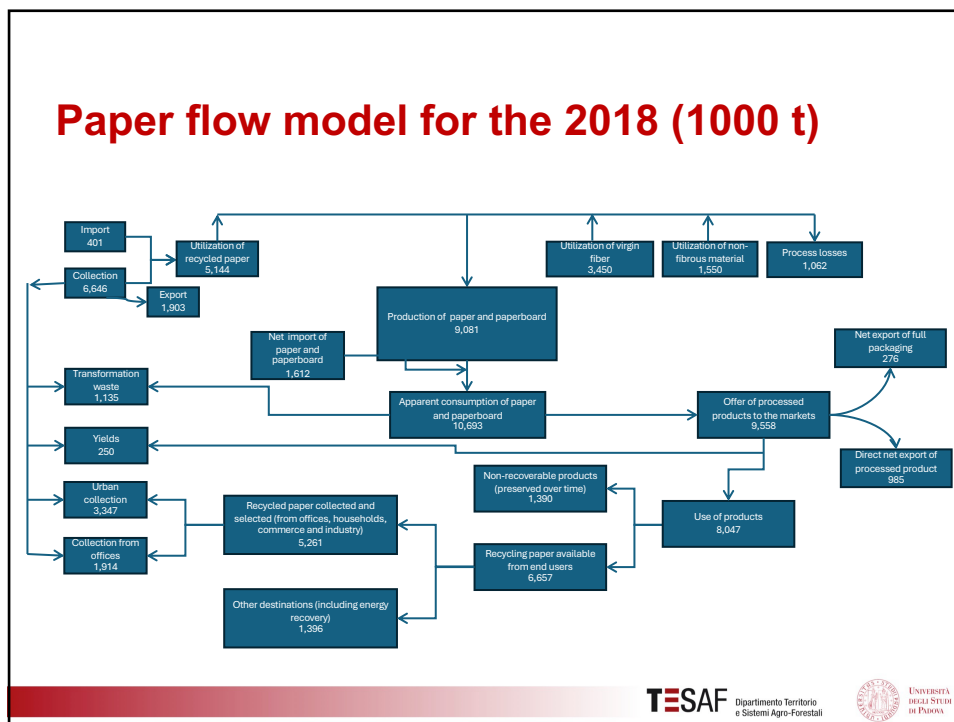 Paper flow model for the 2018 (1000 t)
Import
401
Collection
6,646
Export
1,903
Utilization of
recycled paper
5,144
Utilization of virgin
fiber
3,450
Utilization of non-
fibrous material
1,550
Process losses
1,062
Production of paper and paperboard
9,081
Net import of
paper and
paperboard
1,612
Net export of full
packaging
276
Transformation
waste
1,135
Apparent consumption of paper
and paperboard
10,693
Offer of processed
products to the markets
9,558
Yields
250
Direct net export of
processed product
985
Urban
collection
3,347
Collection from
offices
1,914
Recycled paper collected and
selected (from offices, households,
commerce and industry)
5,261
Non-recoverable products
(preserved over time)
1,390
Use of products
8,047
Recycling paper available
from end users
6,657
Other destinations (including energy
recovery)
1,396
TESAF
Dipartimento Territorio
e Sistemi Agro-Forestali
UNIVERSITÀ
DEGLI STUDI
DI PADOVA